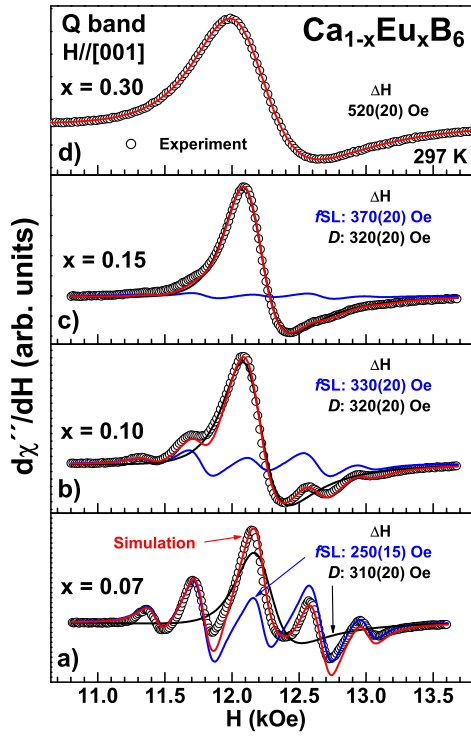 Q band
H//[001]
x = 0.30
Ca1-xEuxB6
ΔH
520(20) Oe
Experiment
297 K
d)
x = 0.15
ΔH
fSL: 370(20) Oe
D: 320(20) Oe
c)
x = 0.10
ΔH
fSL: 330(20) Oe
D: 320(20) Oe
b)
x = 0.07
Simulation
ΔH
fSL: 250(15) Oe
D: 310(20) Oe
a)
dχ´´/dH (arb. units)
11.0 11.5 12.0 12.5 13.0 13.5
H (kOe)